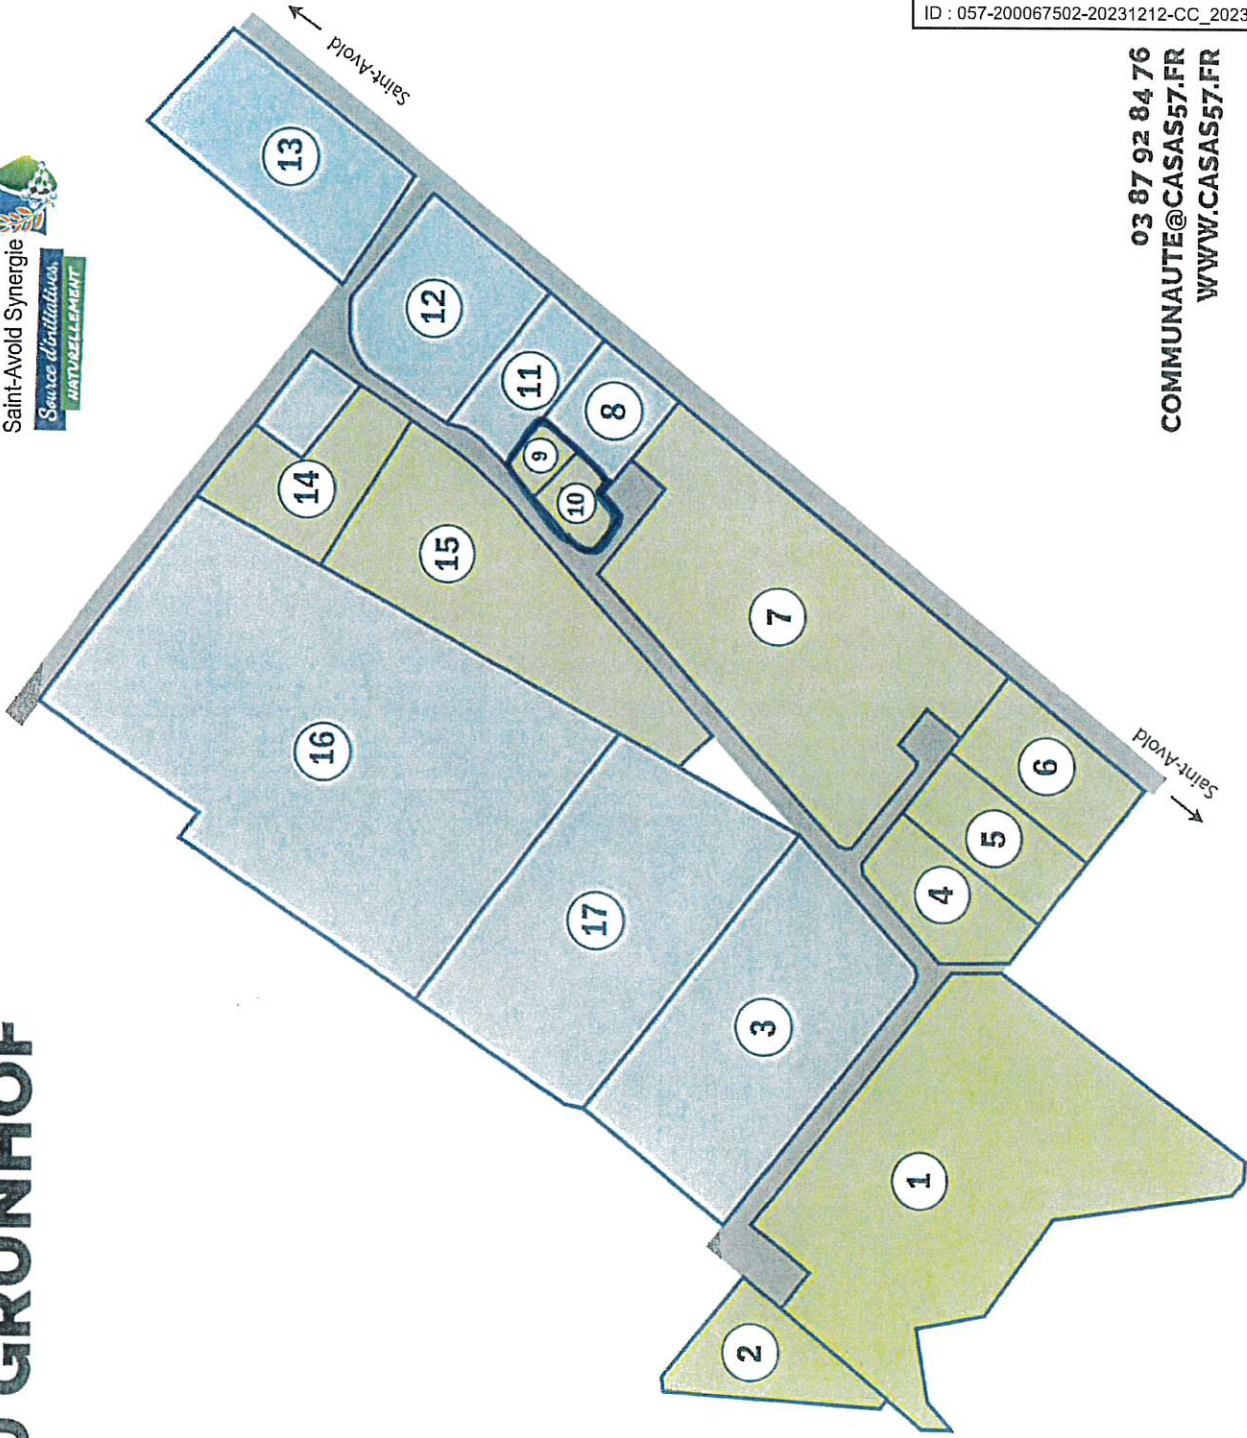 ID : 057-200067502-20231212-CC_2023
Saint-Avold Synergie
Source d'initiatives,
NATURELLEMENT
GRUNHOF
03 87 92 84 76
COMMUNAUTE@CASAS57.FR
WWW.CASAS57.FR
Saint-Avold
13
12
11
8
9
10
14
15
7
16
17
3
6
5
4
Saint-Avold
1
2